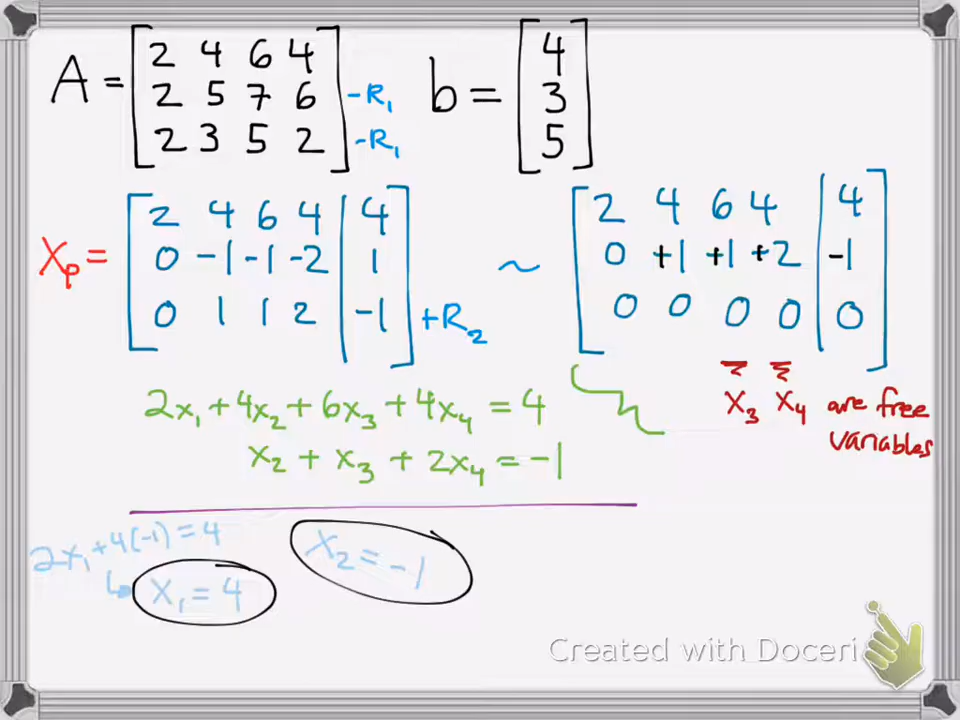 A = [2 4 6 4] b = [4]
[2 5 7 6] -R₁ [3]
[2 3 5 2] -R₁ [5]
Xₚ = [2 4 6 4 | 4] ~ [2 4 6 4 | 4]
[0 -1 -1 -2 | 1] [0 +1 +1 +2 | -1]
[0 1 1 2 | -1] +R₂ [0 0 0 0 | 0]
2x₁ + 4x₂ + 6x₃ + 4x₄ = 4
x₂ + x₃ + 2x₄ = -1
x₃ x₄ are free
variables
2x₁ + 4(-1) = 4
x₁ = 4
x₂ = -1
Created with Doceri